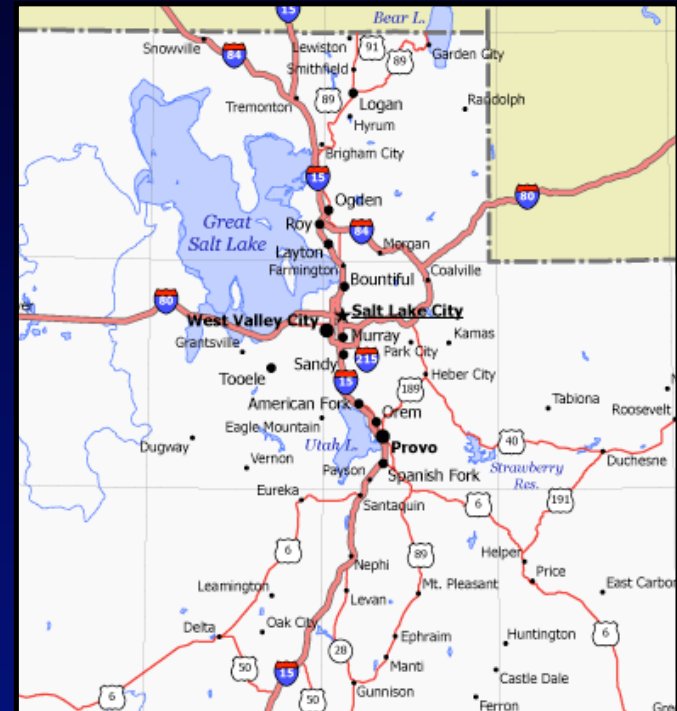 15
Bear L.
Snowville
Lewiston
91
Garden City
84
Smithfield
89
89
Tremonton
Logan
Randolph
Hyrum
Brigham City
15
80
Ogden
Great
Salt Lake
Roy
84
Morgan
Layton
Farmington
Coalville
Bountiful
80
Salt Lake City
West Valley City
Murray
Kamas
Grantsville
Park City
215
Sandy
Tooele
15
189
Heber City
American Fork
Orem
Tabiona
Roosevelt
Eagle Mountain
Utah L.
Provo
40
Dugway
Vernon
Strawberry
Res.
Duchesne
Payson
Spanish Fork
Eureka
Santaquin
6
191
6
89
Helper
Nephi
Price
Leamington
Mt. Pleasant
East Carbo
Levan
Delta
Oak City
Ephraim
Huntington
6
28
Manti
50
15
Castle Dale
6
50
Gunnison
Ferron